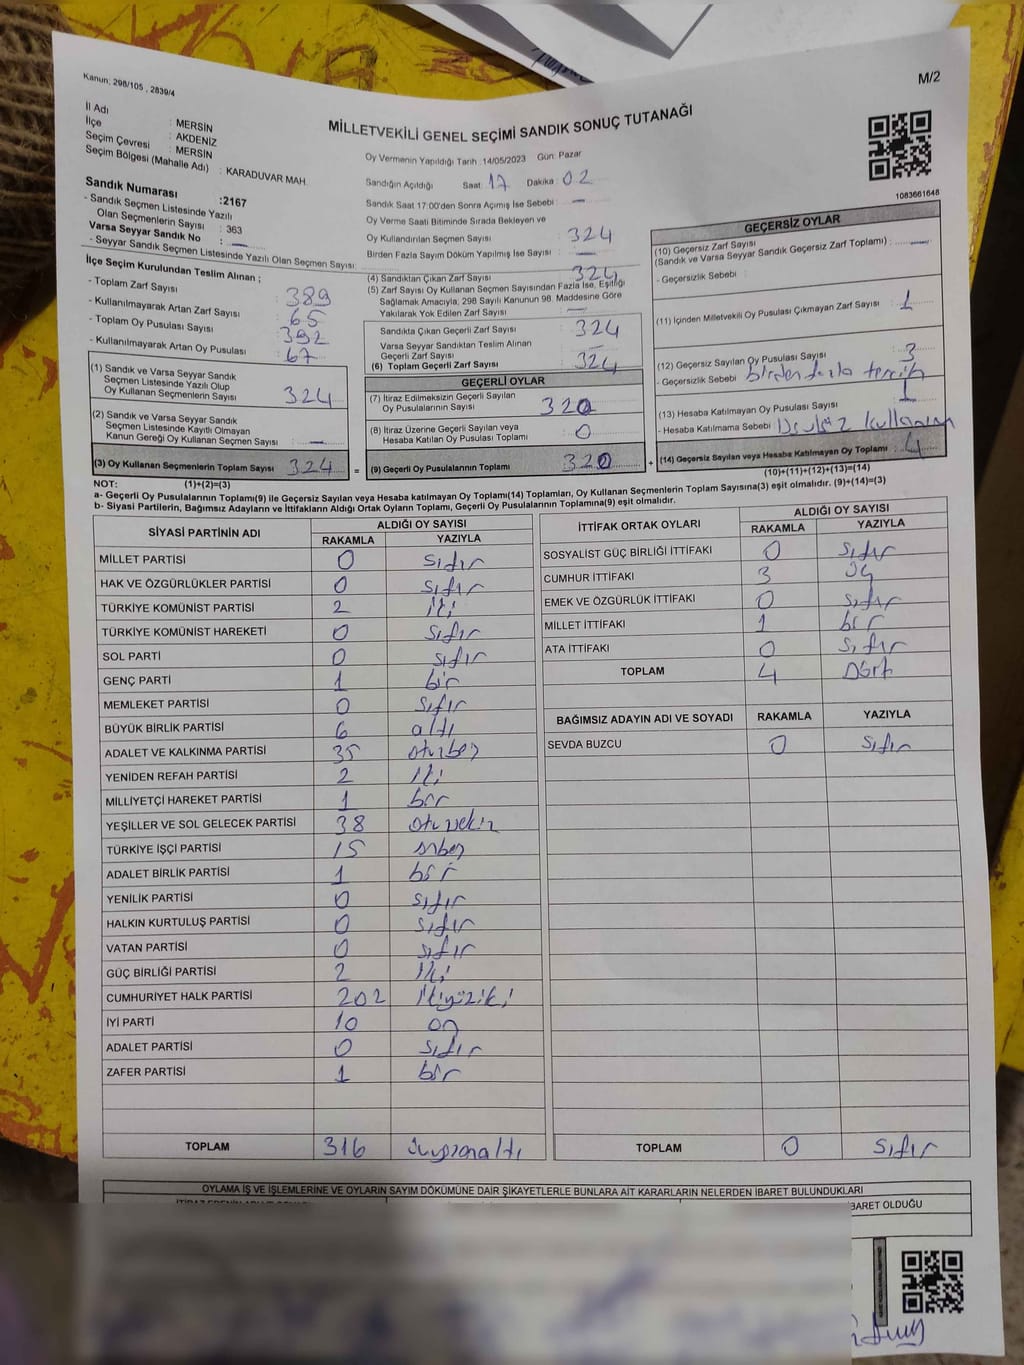 Kanun; 298/105 , 2839/4
M/2
MİLLETVEKİLİ GENEL SEÇİMİ SANDIK SONUÇ TUTANAĞI
İl Adı : MERSİN
İlçe : AKDENİZ
Seçim Çevresi : MERSİN
Seçim Bölgesi (Mahalle Adı) : KARADUVAR MAH.
Sandık Numarası :2167
- Sandık Seçmen Listesinde Yazılı
Olan Seçmenlerin Sayısı : 363
Varsa Seyyar Sandık No : —
- Seyyar Sandık Seçmen Listesinde Yazılı Olan Seçmen Sayısı:
İlçe Seçim Kurulundan Teslim Alınan ;
- Toplam Zarf Sayısı : 389
- Kullanılmayarak Artan Zarf Sayısı : 65
- Toplam Oy Pusulası Sayısı : 392
- Kullanılmayarak Artan Oy Pusulası : 67
(1) Sandık ve Varsa Seyyar Sandık
Seçmen Listesinde Yazılı Olup
Oy Kullanan Seçmenlerin Sayısı : 324
(2) Sandık ve Varsa Seyyar Sandık
Seçmen Listesinde Kayıtlı Olmayan
Kanun Gereği Oy Kullanan Seçmen Sayısı : —
(3) Oy Kullanan Seçmenlerin Toplam Sayısı : 324 =
(1)+(2)=(3)
Oy Vermenin Yapıldığı Tarih :14/05/2023 Gün: Pazar
Sandığın Açıldığı Saat: 17 Dakika: 02
Sandık Saat 17:00'den Sonra Açımış İse Sebebi : —
Oy Verme Saati Bitiminde Sırada Bekleyen ve
Oy Kullandırılan Seçmen Sayısı : 324
Birden Fazla Sayım Döküm Yapılmış İse Sayısı : —
(4) Sandıktan Çıkan Zarf Sayısı : 324
(5) Zarf Sayısı Oy Kullanan Seçmen Sayısından Fazla İse, Eşitliği
Sağlamak Amacıyla; 298 Sayılı Kanunun 98. Maddesine Göre
Yakılarak Yok Edilen Zarf Sayısı : —
Sandıkta Çıkan Geçerli Zarf Sayısı : 324
Varsa Seyyar Sandıktan Teslim Alınan
Geçerli Zarf Sayısı : —
(6) Toplam Geçerli Zarf Sayısı : 324
GEÇERLİ OYLAR
(7) İtiraz Edilmeksizin Geçerli Sayılan
Oy Pusulalarının Sayısı : 320
(8) İtiraz Üzerine Geçerli Sayılan veya
Hesaba Katılan Oy Pusulası Toplamı : 0
(9) Geçerli Oy Pusulalarının Toplamı : 320 +
1083661648
GEÇERSİZ OYLAR
(10) Geçersiz Zarf Sayısı
(Sandık ve Varsa Seyyar Sandık Geçersiz Zarf Toplamı) : —
- Geçersizlik Sebebi :
(11) İçinden Milletvekili Oy Pusulası Çıkmayan Zarf Sayısı : 1
(12) Geçersiz Sayılan Oy Pusulası Sayısı : 3
- Geçersizlik Sebebi : birden fazla tercih
(13) Hesaba Katılmayan Oy Pusulası Sayısı : 1
- Hesaba Katılmama Sebebi : kullanım
(14) Geçersiz Sayılan veya Hesaba Katılmayan Oy Toplamı : 4
(10)+(11)+(12)+(13)=(14)
NOT:
a- Geçerli Oy Pusulalarının Toplamı(9) ile Geçersiz Sayılan veya Hesaba katılmayan Oy Toplamı(14) Toplamları, Oy Kullanan Seçmenlerin Toplam Sayısına(3) eşit olmalıdır. (9)+(14)=(3)
b- Siyasi Partilerin, Bağımsız Adayların ve İttifakların Aldığı Ortak Oyların Toplamı, Geçerli Oy Pusulalarının Toplamına(9) eşit olmalıdır.
SİYASİ PARTİNİN ADI ALDIĞI OY SAYISI
RAKAMLA YAZIYLA
MİLLET PARTİSİ 0 sıfır
HAK VE ÖZGÜRLÜKLER PARTİSİ 0 sıfır
TÜRKİYE KOMÜNİST PARTİSİ 2 iki
TÜRKİYE KOMÜNİST HAREKETİ 0 sıfır
SOL PARTİ 0 sıfır
GENÇ PARTİ 1 bir
MEMLEKET PARTİSİ 0 sıfır
BÜYÜK BİRLİK PARTİSİ 6 altı
ADALET VE KALKINMA PARTİSİ 35 otuzbeş
YENİDEN REFAH PARTİSİ 2 iki
MİLLİYETÇİ HAREKET PARTİSİ 1 bir
YEŞİLLER VE SOL GELECEK PARTİSİ 38 otuzsekiz
TÜRKİYE İŞÇİ PARTİSİ 15 onbeş
ADALET BİRLİK PARTİSİ 1 bir
YENİLİK PARTİSİ 0 sıfır
HALKIN KURTULUŞ PARTİSİ 0 sıfır
VATAN PARTİSİ 0 sıfır
GÜÇ BİRLİĞİ PARTİSİ 2 iki
CUMHURİYET HALK PARTİSİ 202 ikiyüziki
İYİ PARTİ 10 on
ADALET PARTİSİ 0 sıfır
ZAFER PARTİSİ 1 bir
TOPLAM 316 üçyüzonaltı
İTTİFAK ORTAK OYLARI ALDIĞI OY SAYISI
RAKAMLA YAZIYLA
SOSYALİST GÜÇ BİRLİĞİ İTTİFAKI 0 sıfır
CUMHUR İTTİFAKI 3 üç
EMEK VE ÖZGÜRLÜK İTTİFAKI 0 sıfır
MİLLET İTTİFAKI 1 bir
ATA İTTİFAKI 0 sıfır
TOPLAM 4 Dört
BAĞIMSIZ ADAYIN ADI VE SOYADI RAKAMLA YAZIYLA
SEVDA BUZCU 0 sıfır
TOPLAM 0 sıfır
OYLAMA İŞ VE İŞLEMLERİNE VE OYLARIN SAYIM DÖKÜMÜNE DAİR ŞİKAYETLERLE BUNLARA AİT KARARLARIN NELERDEN İBARET BULUNDUKLARI
İBARET OLDUĞU